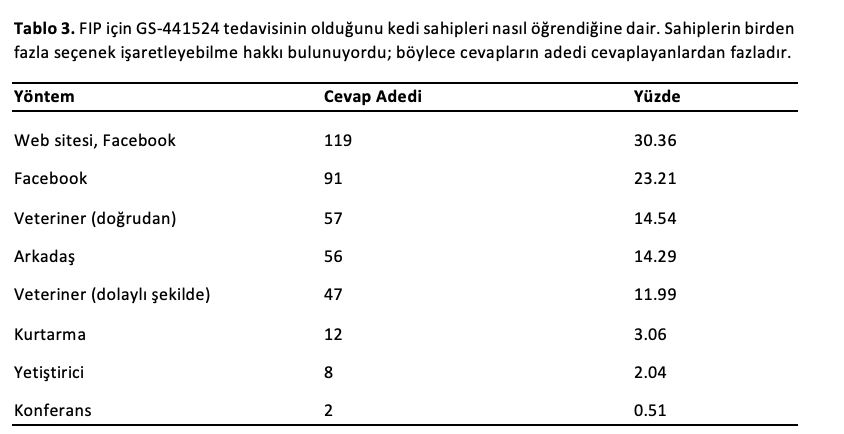 Tablo 3. FIP için GS-441524 tedavisinin olduğunu kedi sahipleri nasıl öğrendiğine dair. Sahiplerin birden
fazla seçenek işaretleyebilme hakkı bulunuyordu; böylece cevapların adedi cevaplayanlardan fazladır.
Yöntem Cevap Adedi Yüzde
Web sitesi, Facebook 119 30.36
Facebook 91 23.21
Veteriner (doğrudan) 57 14.54
Arkadaş 56 14.29
Veteriner (dolaylı şekilde) 47 11.99
Kurtarma 12 3.06
Yetiştirici 8 2.04
Konferans 2 0.51